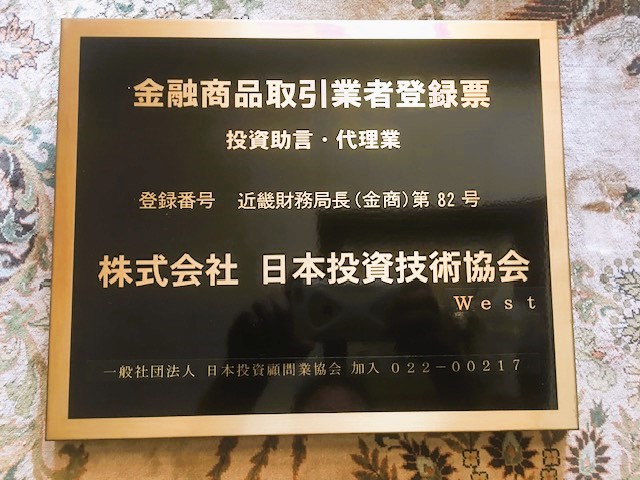 金融商品取引業者登録票
投資助言・代理業
登録番号 近畿財務局長(金商)第 82 号
株式会社 日本投資技術協会
West
一般社団法人 日本投資顧問業協会 加入 022－00217